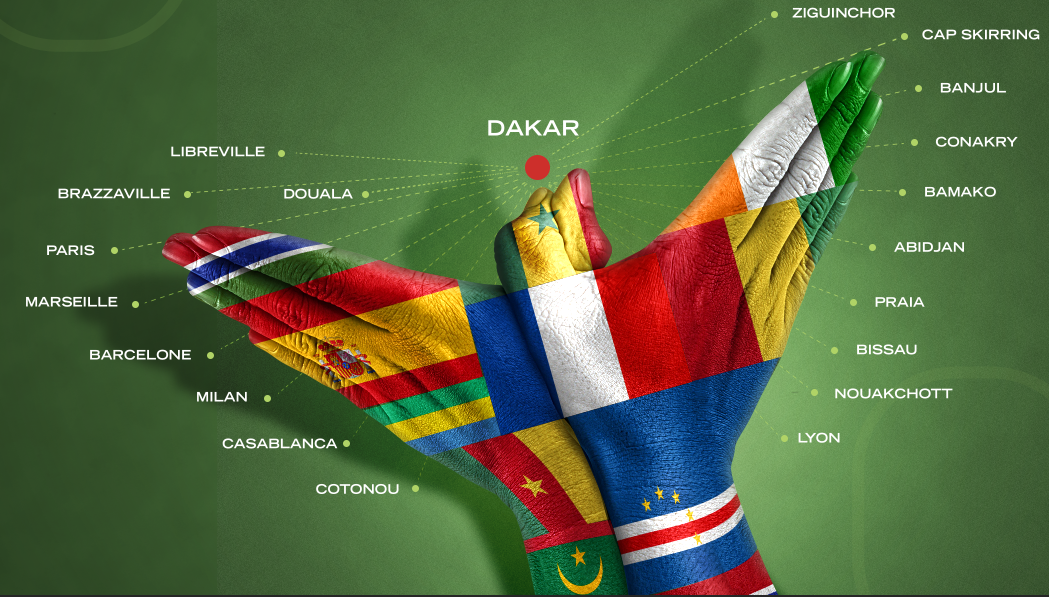 ZIGUINCHOR
CAP SKIRRING
BANJUL
DAKAR
CONAKRY
LIBREVILLE
BRAZZAVILLE
DOUALA
BAMAKO
PARIS
ABIDJAN
MARSEILLE
PRAIA
BARCELONE
BISSAU
MILAN
NOUAKCHOTT
CASABLANCA
LYON
COTONOU